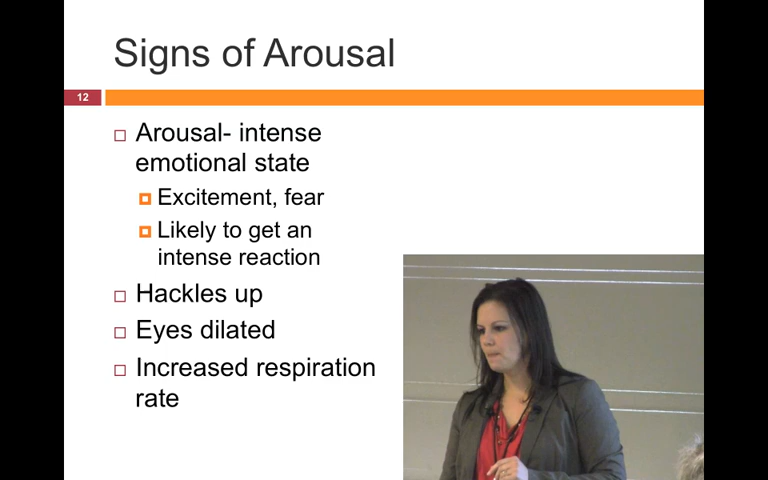 Signs of Arousal
12
Arousal- intense
emotional state
Excitement, fear
Likely to get an
intense reaction
Hackles up
Eyes dilated
Increased respiration
rate